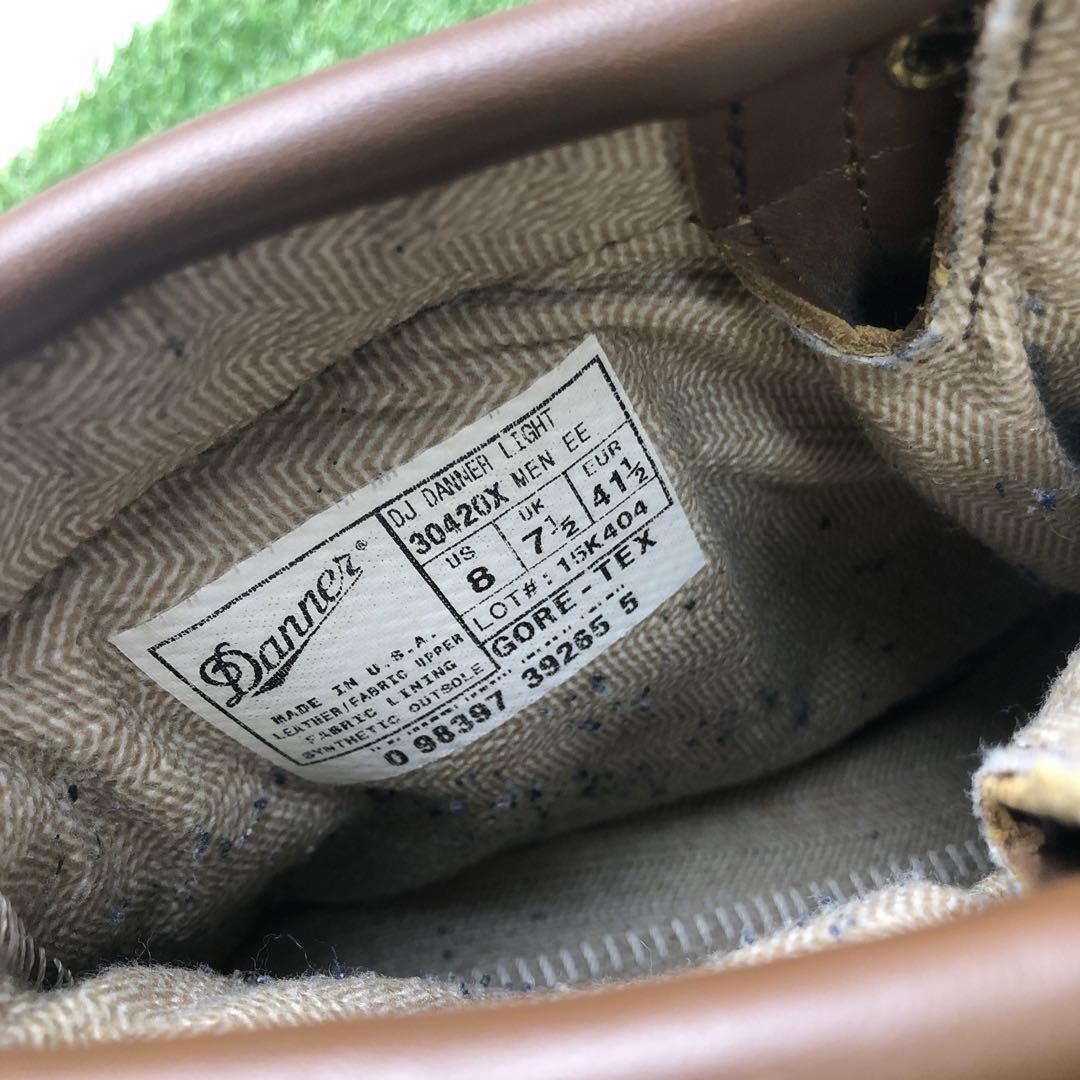 Danner®
MADE IN U.S.A.
LEATHER/FABRIC UPPER
FABRIC LINING
SYNTHETIC OUTSOLE
DJ DANNER LIGHT
30420X MEN EE
US UK EUR
8 7½ 41½
LOT#: 15K404
GORE-TEX
0 98397 39265 5